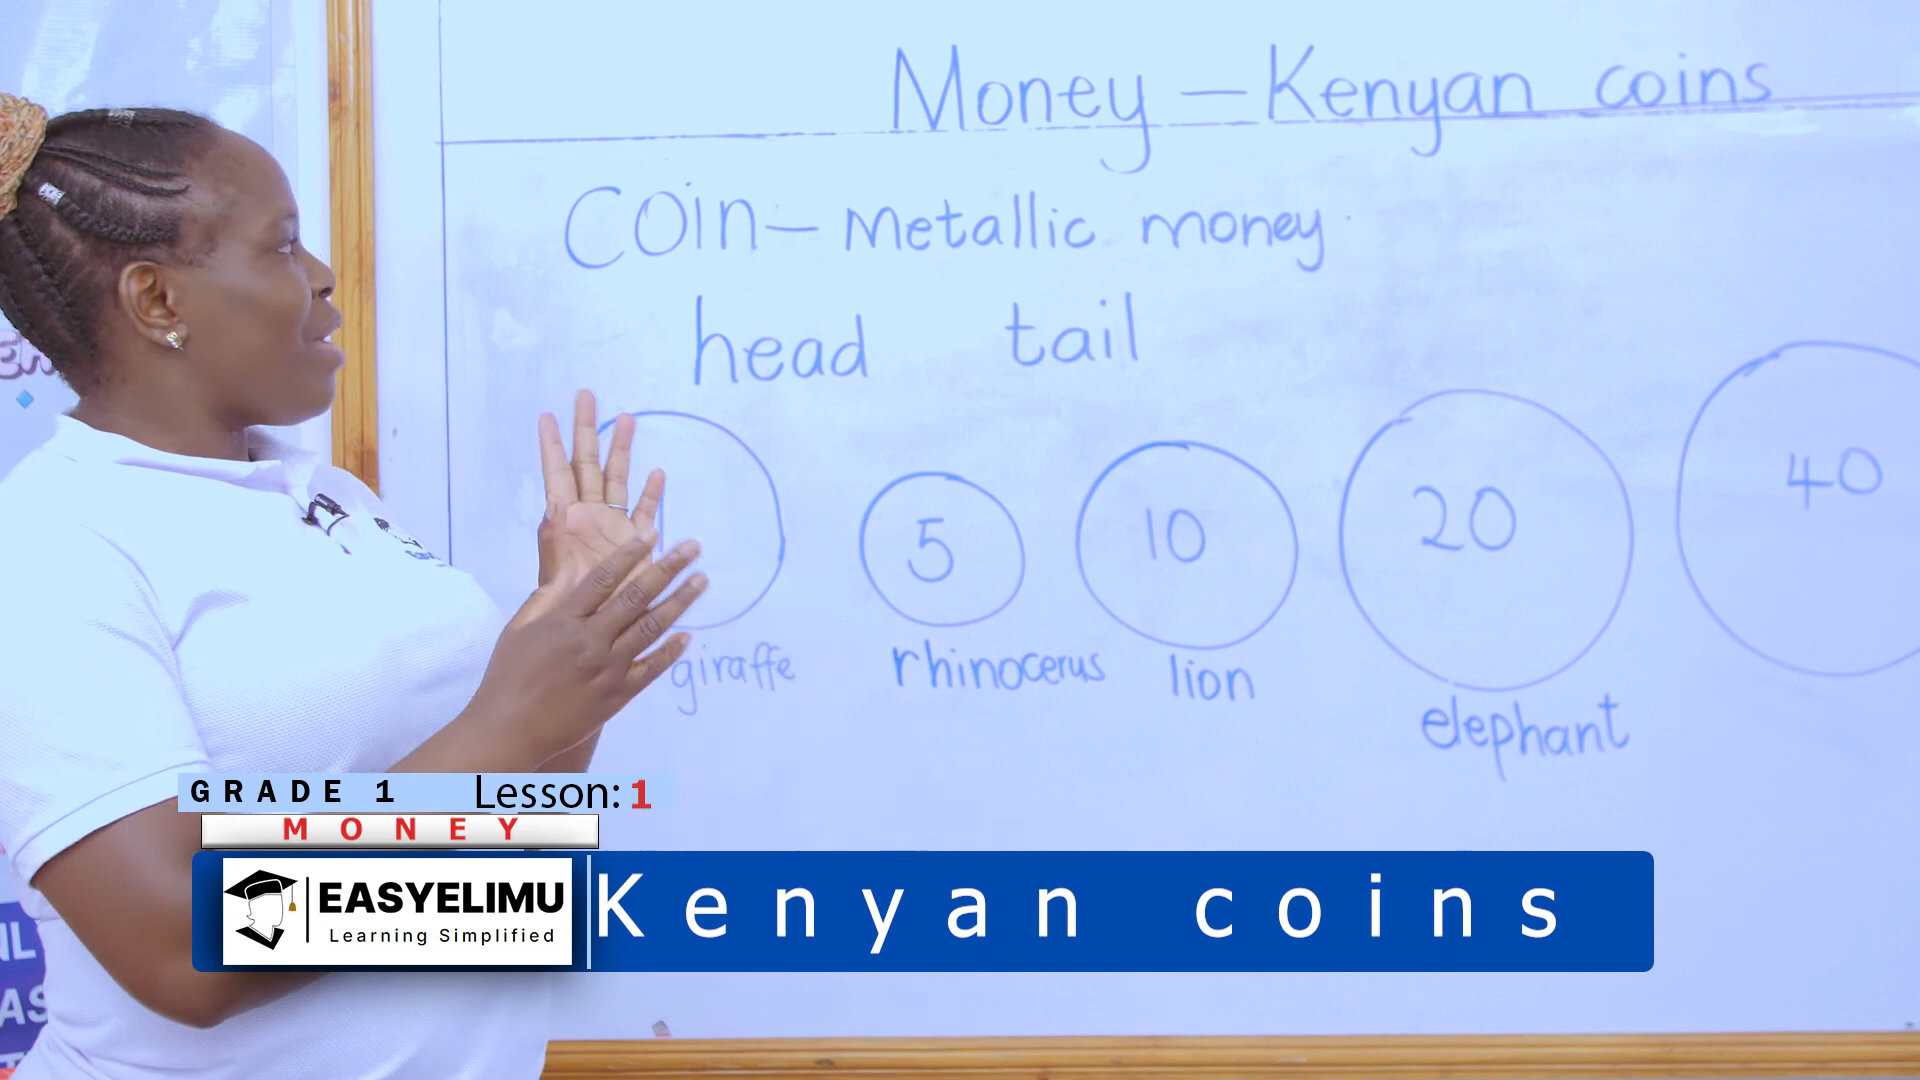 Money – Kenyan coins
COIN – Metallic money.
head tail
1 5 10 20 40
giraffe rhinocerus lion elephant
GRADE 1 Lesson: 1
MONEY
EASYELIMU
Learning Simplified
Kenyan coins